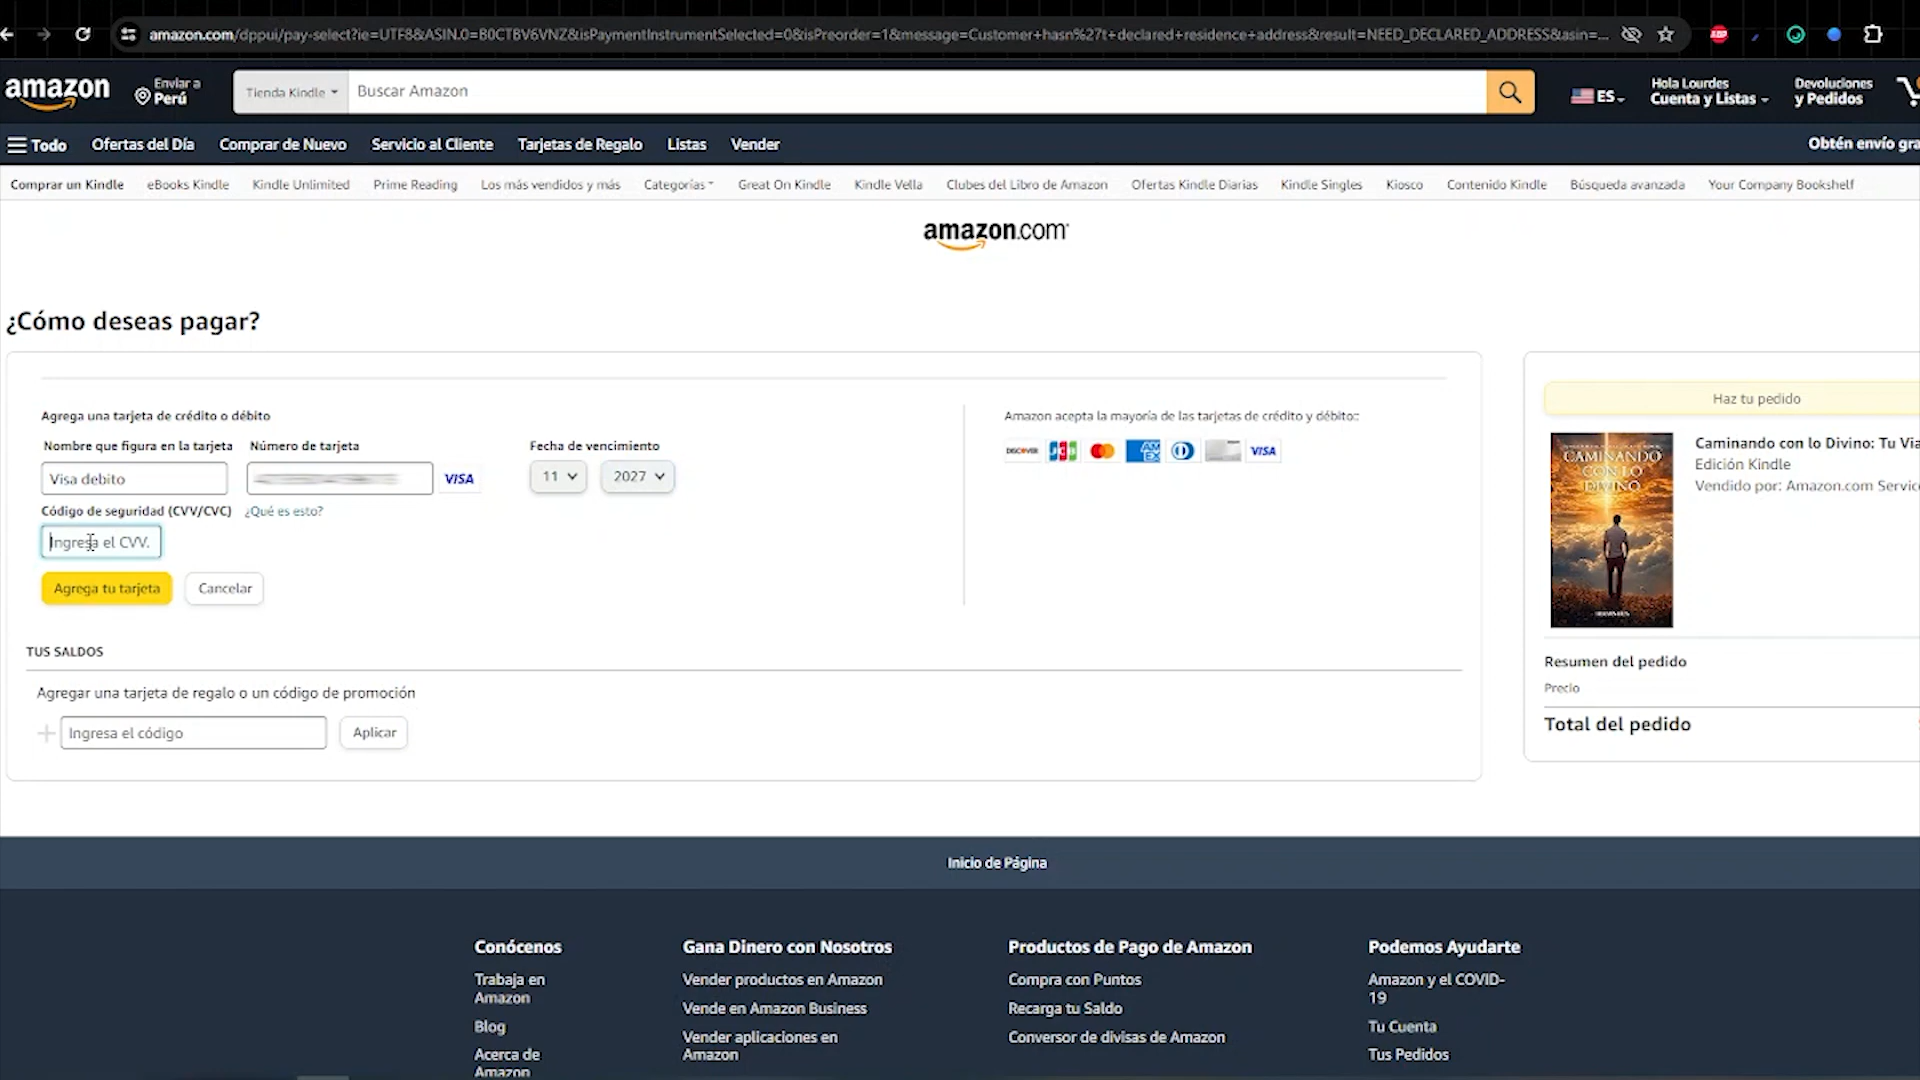 amazon.com/dppui/pay-select?ie=UTF8&ASIN.0=B0CTBV6VNZ&isPaymentInstrumentSelected=0&isPreorder=1&message=Customer+hasn%27t+declared+residence+address&result=NEED_DECLARED_ADDRESS&asin=...
ABP
amazon
Enviar a
Perú
Tienda Kindle
Buscar Amazon
ES
Hola Lourdes
Cuenta y Listas
Devoluciones
y Pedidos
Todo
Ofertas del Día
Comprar de Nuevo
Servicio al Cliente
Tarjetas de Regalo
Listas
Vender
Obtén envío gra
Comprar un Kindle
eBooks Kindle
Kindle Unlimited
Prime Reading
Los más vendidos y más
Categorías
Great On Kindle
Kindle Vella
Clubes del Libro de Amazon
Ofertas Kindle Diarias
Kindle Singles
Kiosco
Contenido Kindle
Búsqueda avanzada
Your Company Bookshelf
amazon.com
¿Cómo deseas pagar?
Agrega una tarjeta de crédito o débito
Nombre que figura en la tarjeta
Número de tarjeta
Fecha de vencimiento
Visa debito
VISA
11
2027
Código de seguridad (CVV/CVC)
¿Qué es esto?
Ingresa el CVV.
Agrega tu tarjeta
Cancelar
Amazon acepta la mayoría de las tarjetas de crédito y débito::
DISCOVER
JCB
AMEX
VISA
TUS SALDOS
Agregar una tarjeta de regalo o un código de promoción
Ingresa el código
Aplicar
Haz tu pedido
CAMINANDO
CON LO
DIVINO
Caminando con lo Divino: Tu Via
Edición Kindle
Vendido por: Amazon.com Servic
Resumen del pedido
Precio
Total del pedido
Inicio de Página
Conócenos
Trabaja en
Amazon
Blog
Acerca de
Amazon
Gana Dinero con Nosotros
Vender productos en Amazon
Vende en Amazon Business
Vender aplicaciones en
Amazon
Productos de Pago de Amazon
Compra con Puntos
Recarga tu Saldo
Conversor de divisas de Amazon
Podemos Ayudarte
Amazon y el COVID-
19
Tu Cuenta
Tus Pedidos